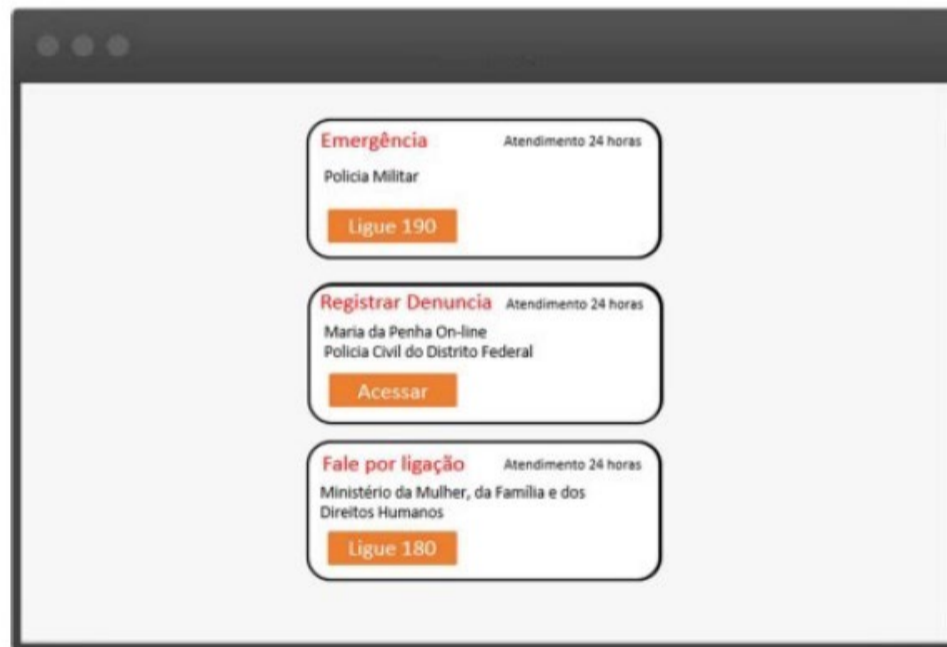 Emergência Atendimento 24 horas
Policia Militar
Ligue 190
Registrar Denuncia Atendimento 24 horas
Maria da Penha On-line
Policia Civil do Distrito Federal
Acessar
Fale por ligação Atendimento 24 horas
Ministério da Mulher, da Família e dos
Direitos Humanos
Ligue 180